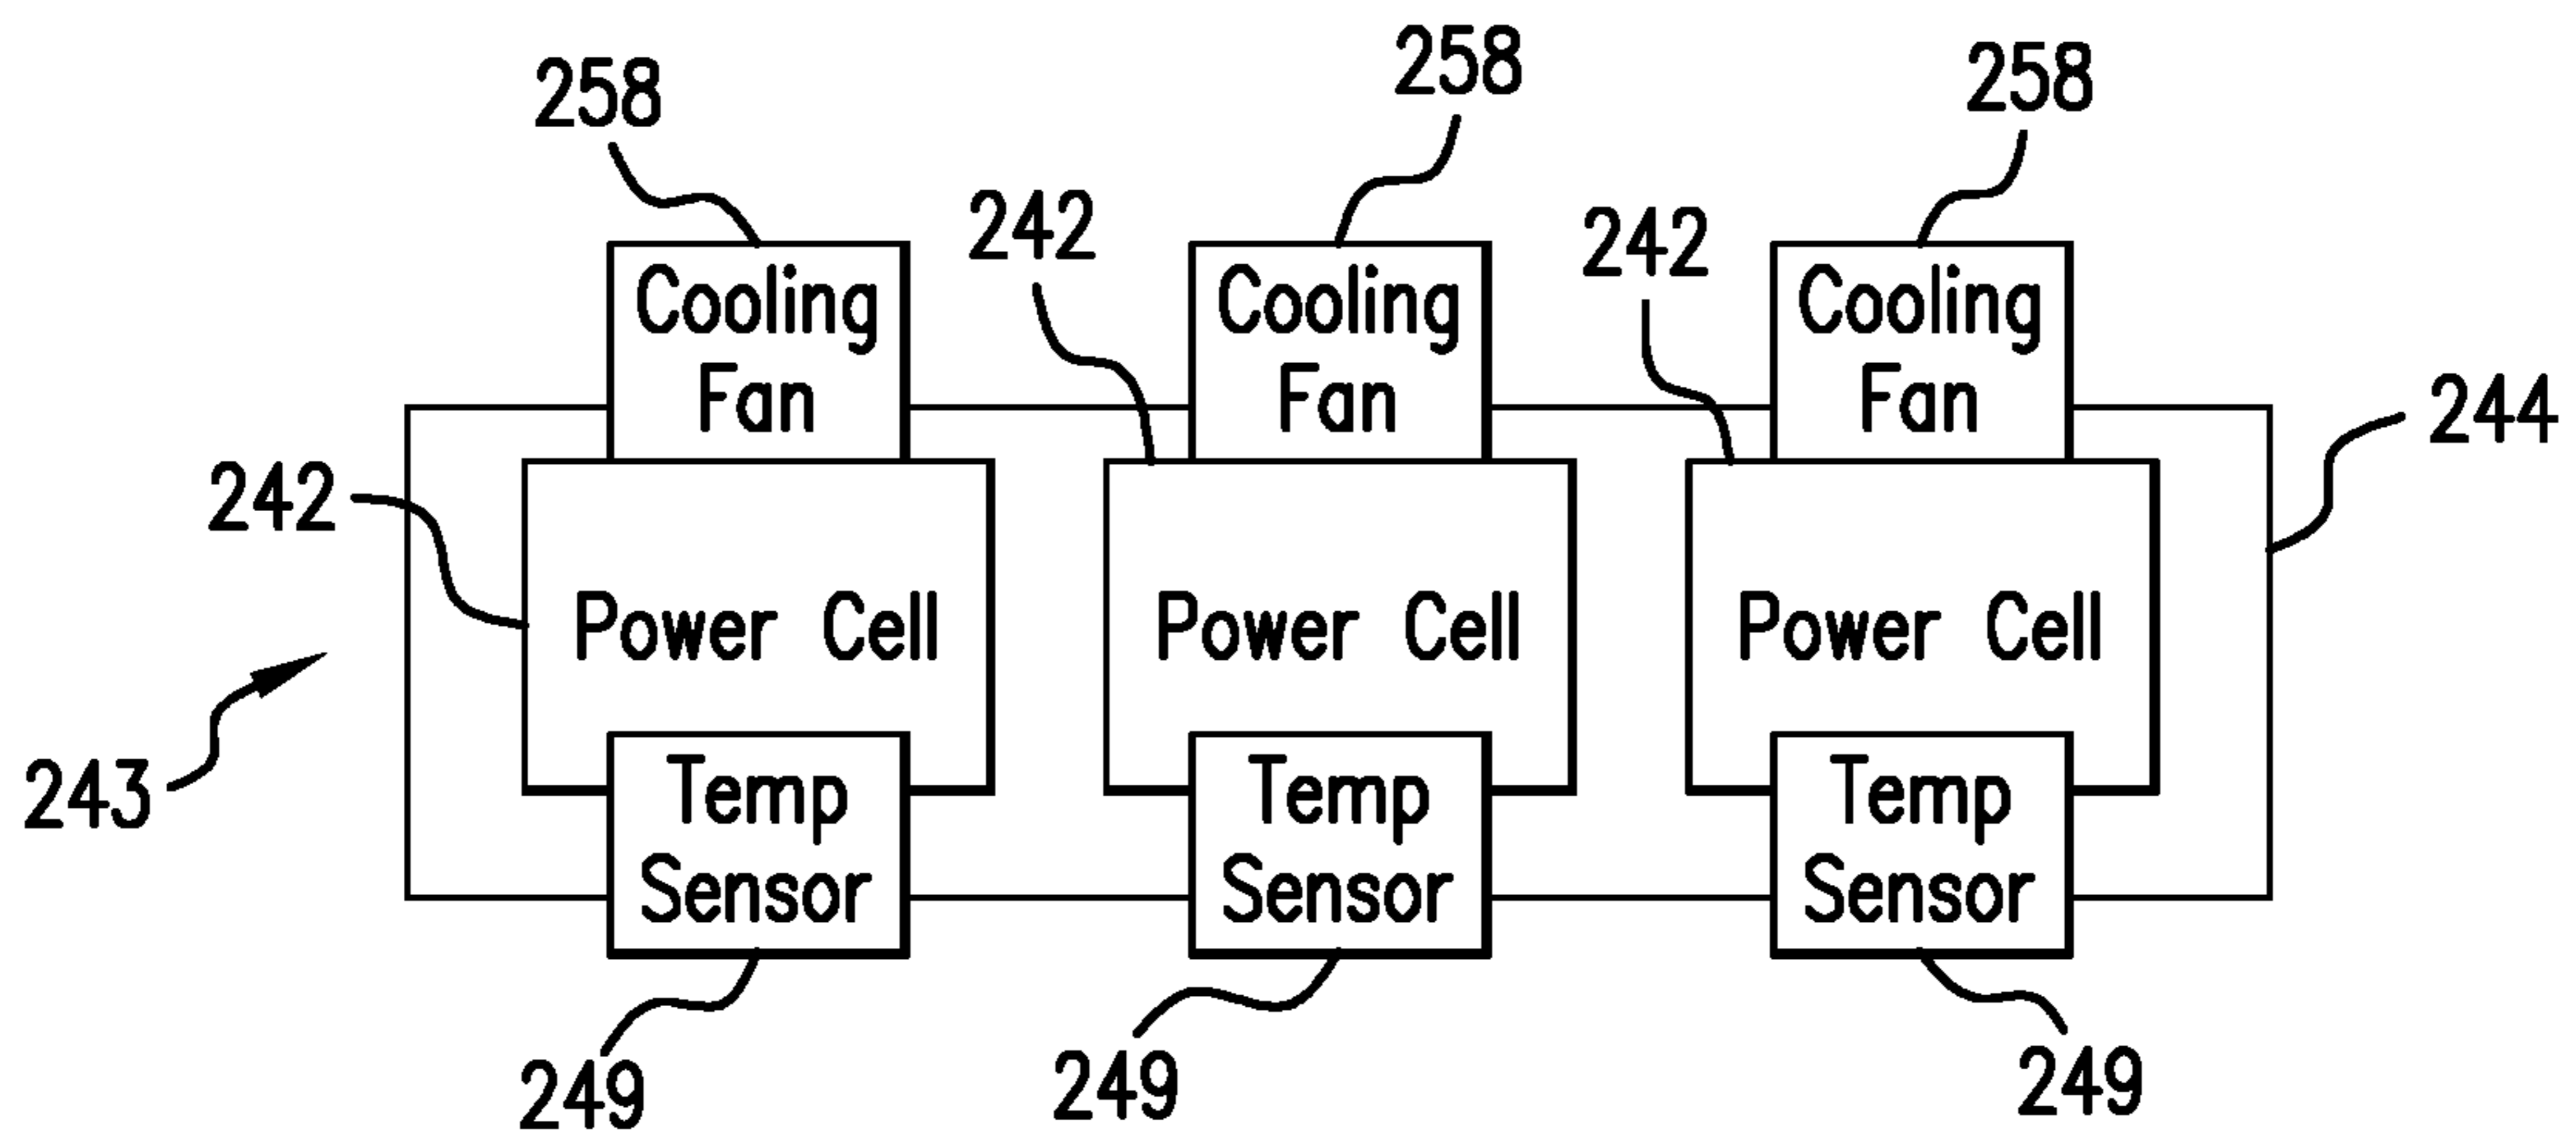 258
258
258
242
242
Cooling
Fan
Cooling
Fan
Cooling
Fan
244
242
Power Cell
Power Cell
Power Cell
243
Temp
Sensor
Temp
Sensor
Temp
Sensor
249
249
249